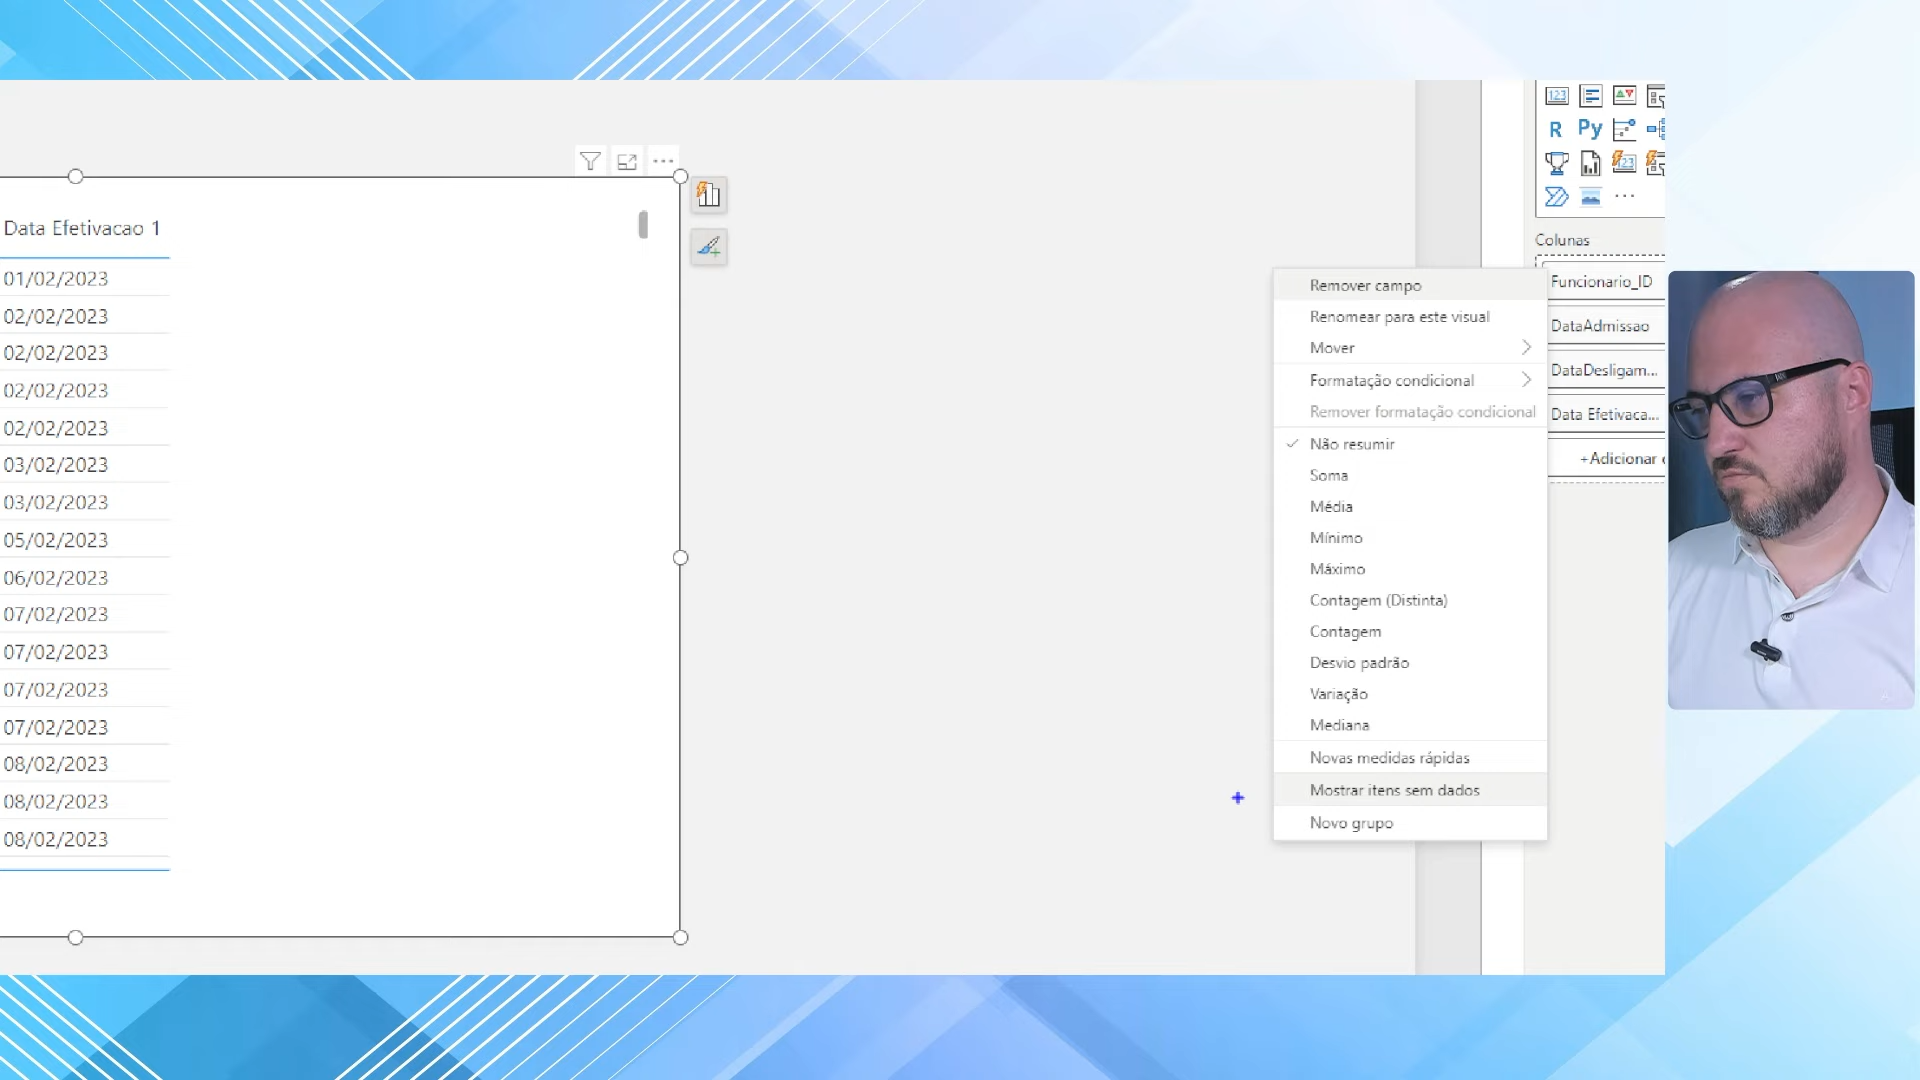 Data Efetivacao 1
01/02/2023
02/02/2023
02/02/2023
02/02/2023
02/02/2023
03/02/2023
03/02/2023
05/02/2023
06/02/2023
07/02/2023
07/02/2023
07/02/2023
07/02/2023
08/02/2023
08/02/2023
08/02/2023
Remover campo
Renomear para este visual
Mover
Formatação condicional
Remover formatação condicional
Não resumir
Soma
Média
Mínimo
Máximo
Contagem (Distinta)
Contagem
Desvio padrão
Variação
Mediana
Novas medidas rápidas
Mostrar itens sem dados
Novo grupo
123
R Py
123
Colunas
Funcionario_ID
DataAdmissao
DataDesligam...
Data Efetivaca...
+Adicionar